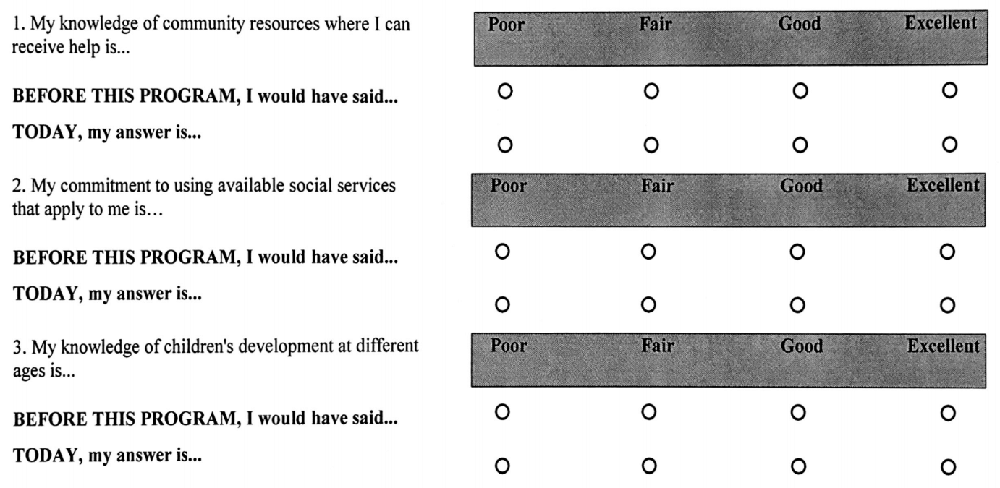 1. My knowledge of community resources where I can
receive help is...
Poor Fair Good Excellent
BEFORE THIS PROGRAM, I would have said...
TODAY, my answer is...
2. My commitment to using available social services
that apply to me is…
Poor Fair Good Excellent
BEFORE THIS PROGRAM, I would have said...
TODAY, my answer is...
3. My knowledge of children's development at different
ages is...
Poor Fair Good Excellent
BEFORE THIS PROGRAM, I would have said...
TODAY, my answer is...